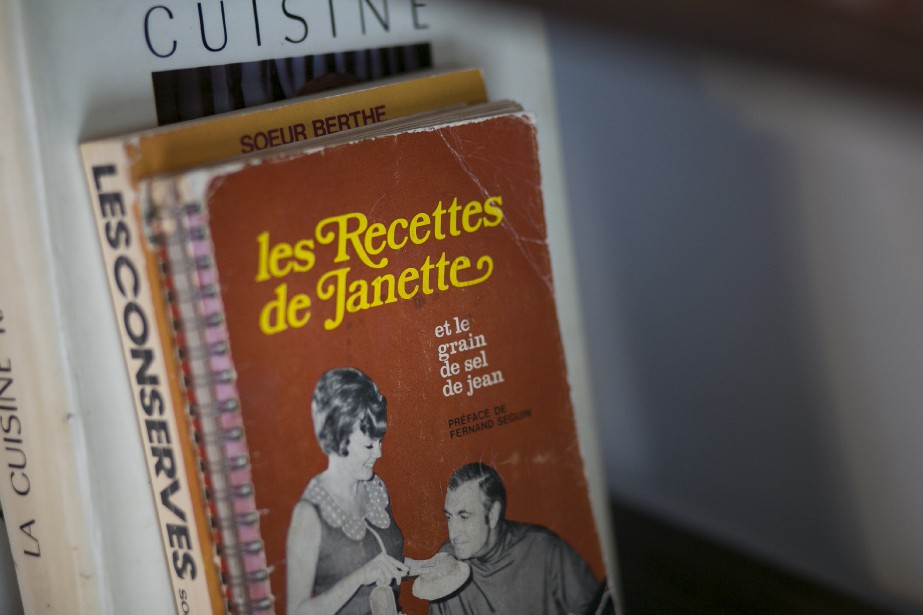 CUISINE
SOEUR BERTHE
LES CONSERVES
LA CUISINE
les Recettes
de Janette
et le
grain
de sel
de jean
PRÉFACE DE
FERNAND SEGUIN